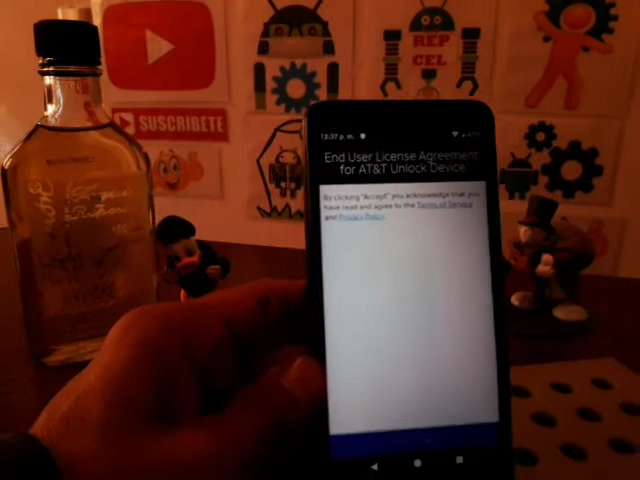 REP
CEL
SUSCRIBETE
12:37 p. m.
End User License Agreement
for AT&T Unlock Device
By clicking "Accept" you acknowledge that you
have read and agree to the Terms of Service
and Privacy Policy.